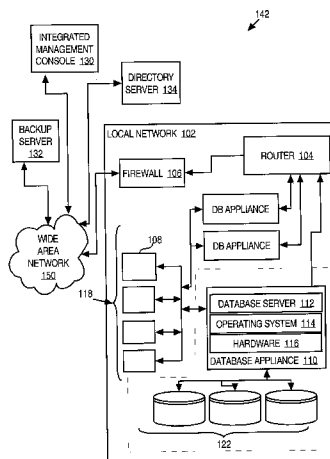 142
INTEGRATED
MANAGEMENT
CONSOLE 130
DIRECTORY
SERVER 134
BACKUP
SERVER
132
LOCAL NETWORK 102
ROUTER 104
FIREWALL 106
DB APPLIANCE
DB APPLIANCE
WIDE
AREA
NETWORK
150
108
118
DATABASE SERVER 112
OPERATING SYSTEM 114
HARDWARE 116
DATABASE APPLIANCE 110
122